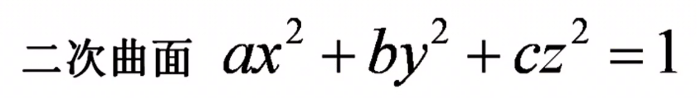 二次曲面 ax² + by² + cz² = 1